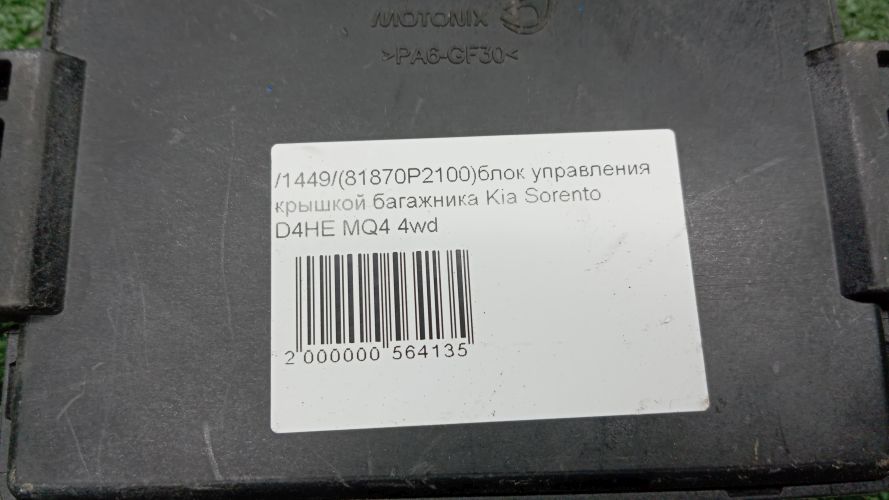 MOTONIX
>PA6-GF30<
/1449/(81870P2100)блок управления
крышкой багажника Kia Sorento
D4HE MQ4 4wd
2 000000 564135